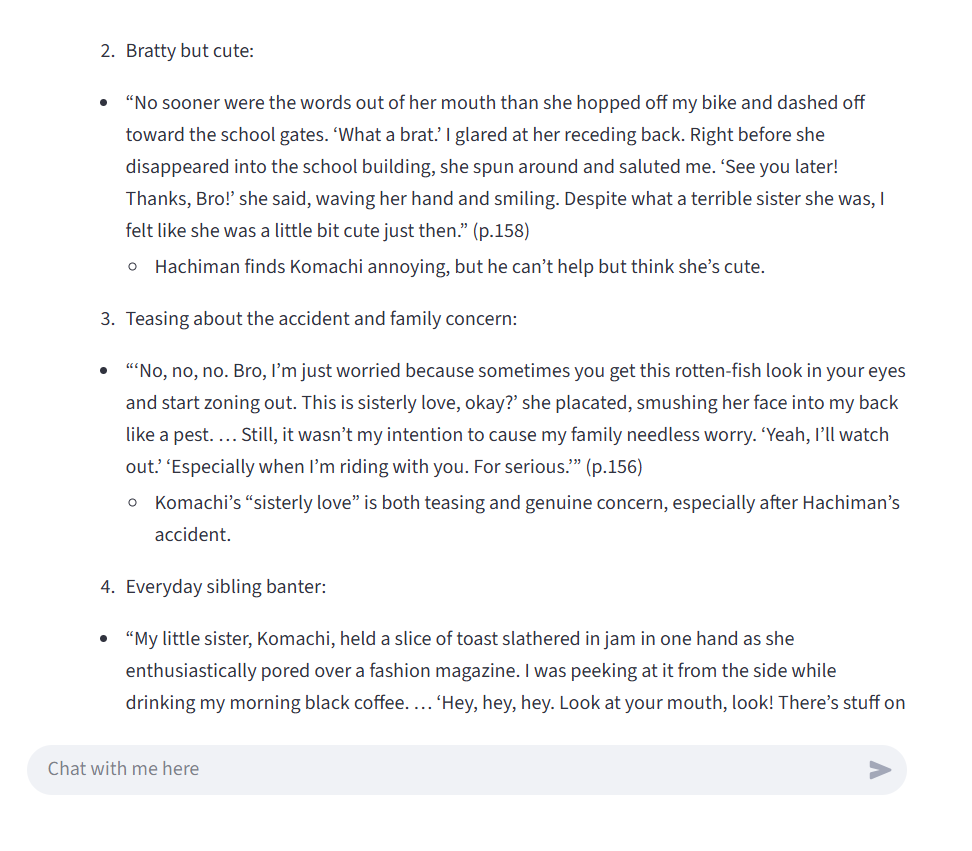 2. Bratty but cute:
“No sooner were the words out of her mouth than she hopped off my bike and dashed off
toward the school gates. ‘What a brat.’ I glared at her receding back. Right before she
disappeared into the school building, she spun around and saluted me. ‘See you later!
Thanks, Bro!’ she said, waving her hand and smiling. Despite what a terrible sister she was, I
felt like she was a little bit cute just then.” (p.158)
Hachiman finds Komachi annoying, but he can’t help but think she’s cute.
3. Teasing about the accident and family concern:
“‘No, no, no. Bro, I’m just worried because sometimes you get this rotten-fish look in your eyes
and start zoning out. This is sisterly love, okay?’ she placated, smushing her face into my back
like a pest. … Still, it wasn’t my intention to cause my family needless worry. ‘Yeah, I’ll watch
out.’ ‘Especially when I’m riding with you. For serious.’” (p.156)
Komachi’s “sisterly love” is both teasing and genuine concern, especially after Hachiman’s
accident.
4. Everyday sibling banter:
“My little sister, Komachi, held a slice of toast slathered in jam in one hand as she
enthusiastically pored over a fashion magazine. I was peeking at it from the side while
drinking my morning black coffee. … ‘Hey, hey, hey. Look at your mouth, look! There’s stuff on
Chat with me here